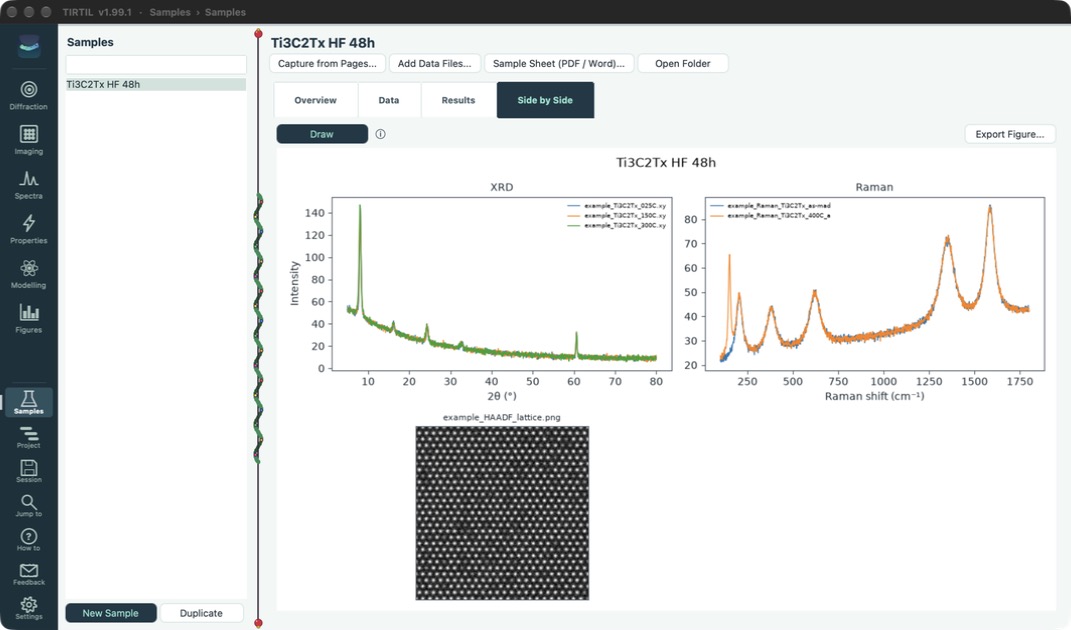 TIRTIL v1.99.1 - Samples › Samples
Samples
Ti3C2Tx HF 48h
Diffraction
Imaging
Spectra
Properties
Modelling
Figures
Samples
Project
Session
Jump to
How to
Feedback
Settings
New Sample
Duplicate
Ti3C2Tx HF 48h
Capture from Pages...
Add Data Files...
Sample Sheet (PDF / Word)...
Open Folder
Overview
Data
Results
Side by Side
Draw
Export Figure...
Ti3C2Tx HF 48h
XRD
example_Ti3C2Tx_025C.xy
example_Ti3C2Tx_150C.xy
example_Ti3C2Tx_300C.xy
Intensity
140
120
100
80
60
40
20
0
10 20 30 40 50 60 70 80
2θ (°)
Raman
example_Raman_Ti3C2Tx_as-mad
example_Raman_Ti3C2Tx_400C_a
80
70
60
50
40
30
20
250 500 750 1000 1250 1500 1750
Raman shift (cm⁻¹)
example_HAADF_lattice.png